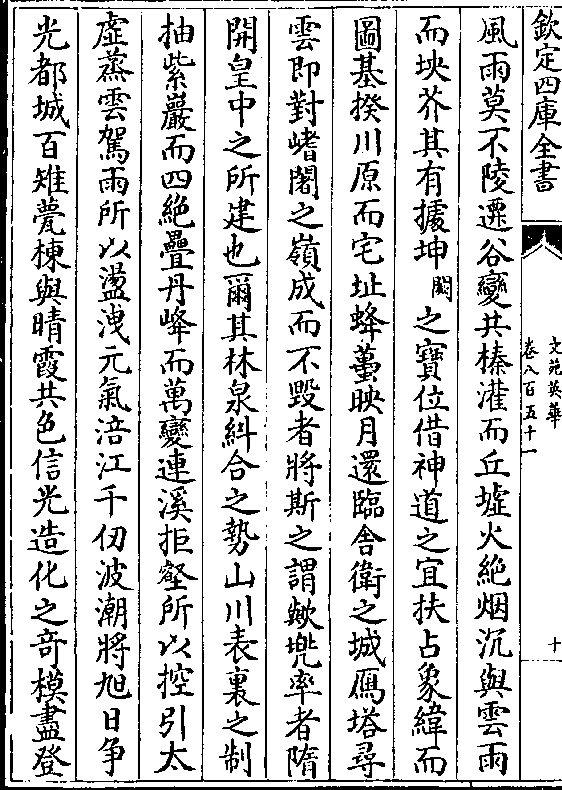 欽定四庫全書
文苑英華
卷八百五十一
十
風雨莫不陵遷谷變共榛灌而丘墟火絶烟沉與雲雨
而坱芥其有據坤闕之寶位借神道之宜扶占象緯而
圖基揆川原而宅址蜂薹映月還臨舎衛之城鴈塔尋
雲即對嵴闍之嶺成而不毁者將斯之謂歟兠率者隋
開皇中之所建也爾其林泉糾合之勢山川表裏之制
抽紫巖而四絶疊丹峰而萬變連溪拒壑所以控引太
虛蒸雲駕雨所以盪洩元氣涪江千仞波潮將旭日争
光都城百雉甍棟與晴霞共色信光造化之竒模盡登